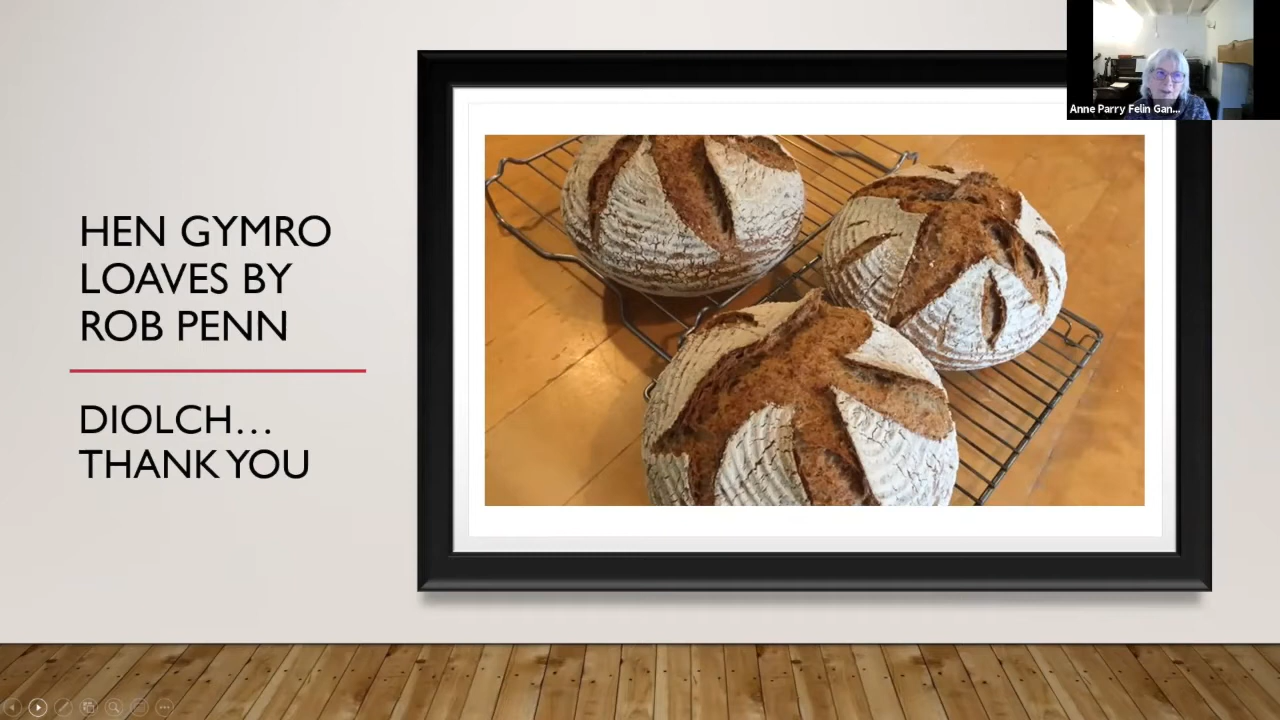 Anne Parry Felin Gan...
HEN GYMRO
LOAVES BY
ROB PENN
DIOLCH...
THANK YOU